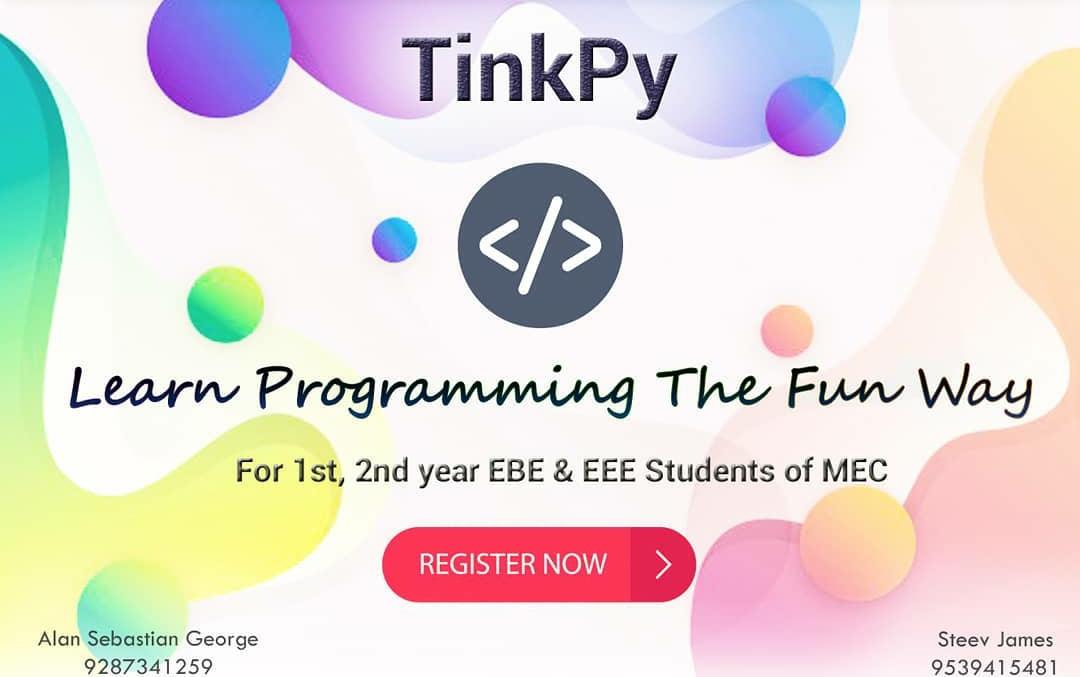 TinkPy
</>
Learn Programming The Fun Way
For 1st, 2nd year EBE & EEE Students of MEC
REGISTER NOW >
Alan Sebastian George
9287341259
Steev James
9539415481